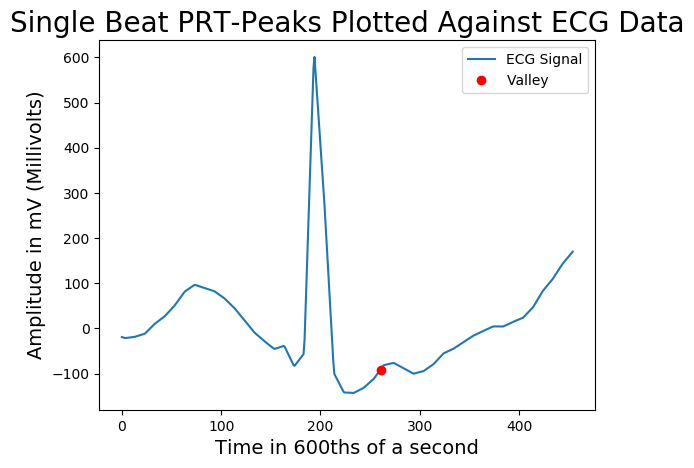 Single Beat PRT-Peaks Plotted Against ECG Data
ECG Signal
Valley
Amplitude in mV (Millivolts)
600
500
400
300
200
100
0
−100
0 100 200 300 400
Time in 600ths of a second